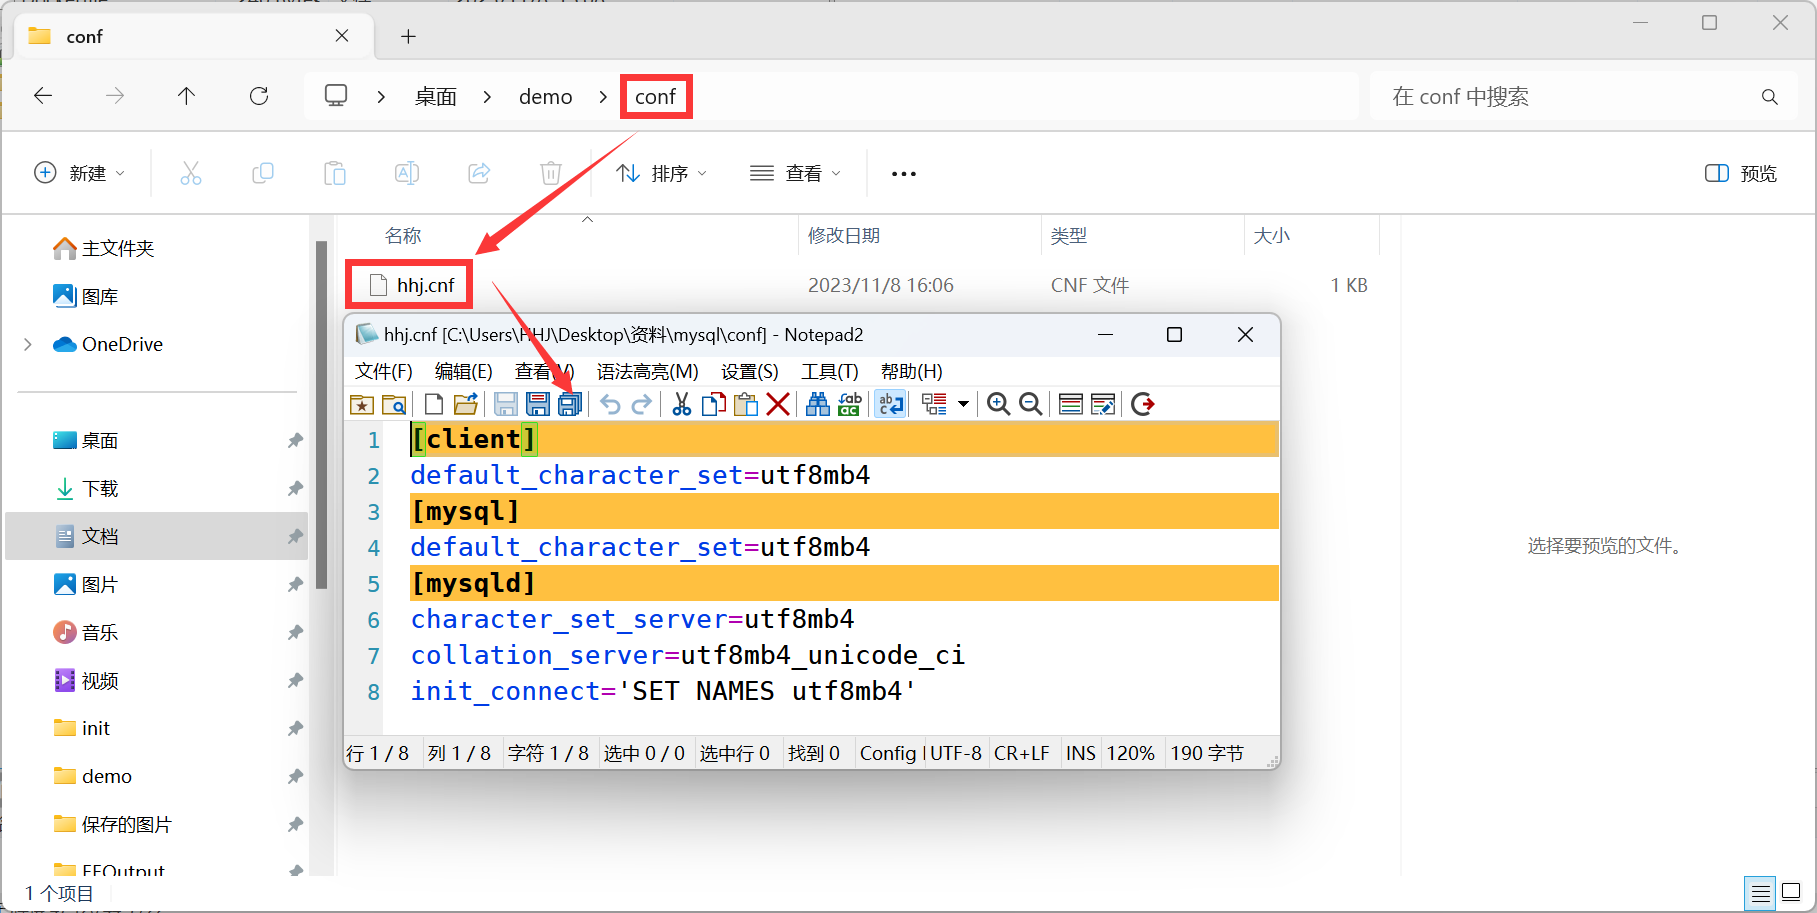 conf
桌面
demo
conf
在 conf 中搜索
新建
排序
查看
预览
名称
修改日期
类型
大小
hhj.cnf
2023/11/8 16:06
CNF 文件
1 KB
主文件夹
图库
OneDrive
桌面
下载
文档
图片
音乐
视频
init
demo
保存的图片
FFOutput
1 个项目
hhj.cnf [C:\Users\HHJ\Desktop\资料\mysql\conf] - Notepad2
文件(F) 编辑(E) 查看(V) 语法高亮(M) 设置(S) 工具(T) 帮助(H)
1 [client]
2 default_character_set=utf8mb4
3 [mysql]
4 default_character_set=utf8mb4
5 [mysqld]
6 character_set_server=utf8mb4
7 collation_server=utf8mb4_unicode_ci
8 init_connect='SET NAMES utf8mb4'
行 1 / 8 列 1 / 8 字符 1 / 8 选中 0 / 0 选中行 0 找到 0 Config UTF-8 CR+LF INS 120% 190 字节
选择要预览的文件。